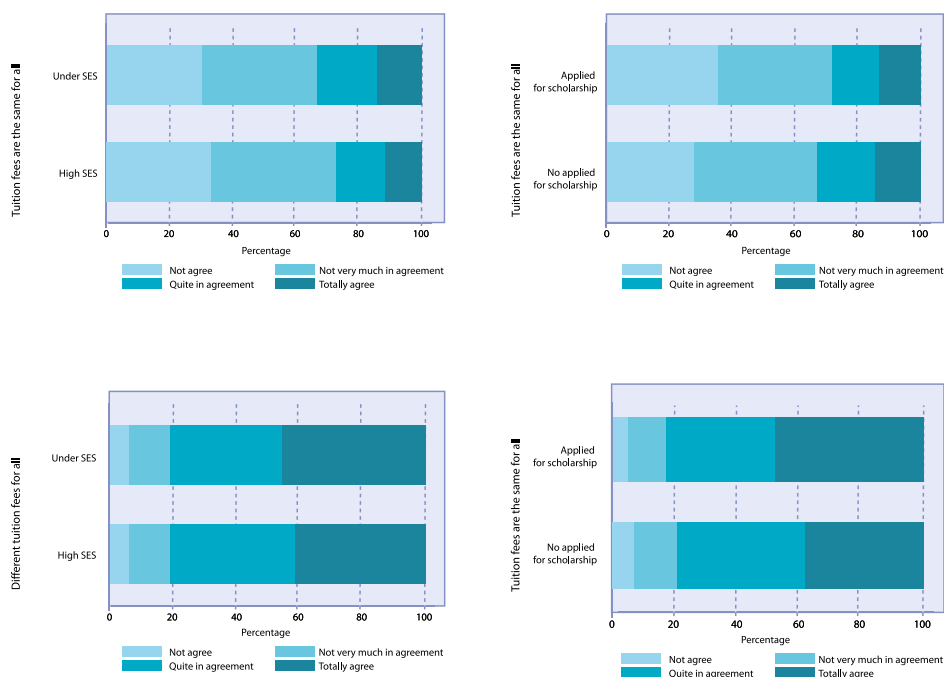 Tuition fees are the same for all
Under SES
High SES
0 20 40 60 80 100
Percentage
Not agree Not very much in agreement
Quite in agreement Totally agree
Tuition fees are the same for all
Applied
for scholarship
No applied
for scholarship
0 20 40 60 80 100
Percentage
Not agree Not very much in agreement
Quite in agreement Totally agree
Different tuition fees for all
Under SES
High SES
0 20 40 60 80 100
Percentage
Not agree Not very much in agreement
Quite in agreement Totally agree
Tuition fees are the same for all
Applied
for scholarship
No applied
for scholarship
0 20 40 60 80 100
Percentage
Not agree Not very much in agreement
Quite in agreement Totally agree